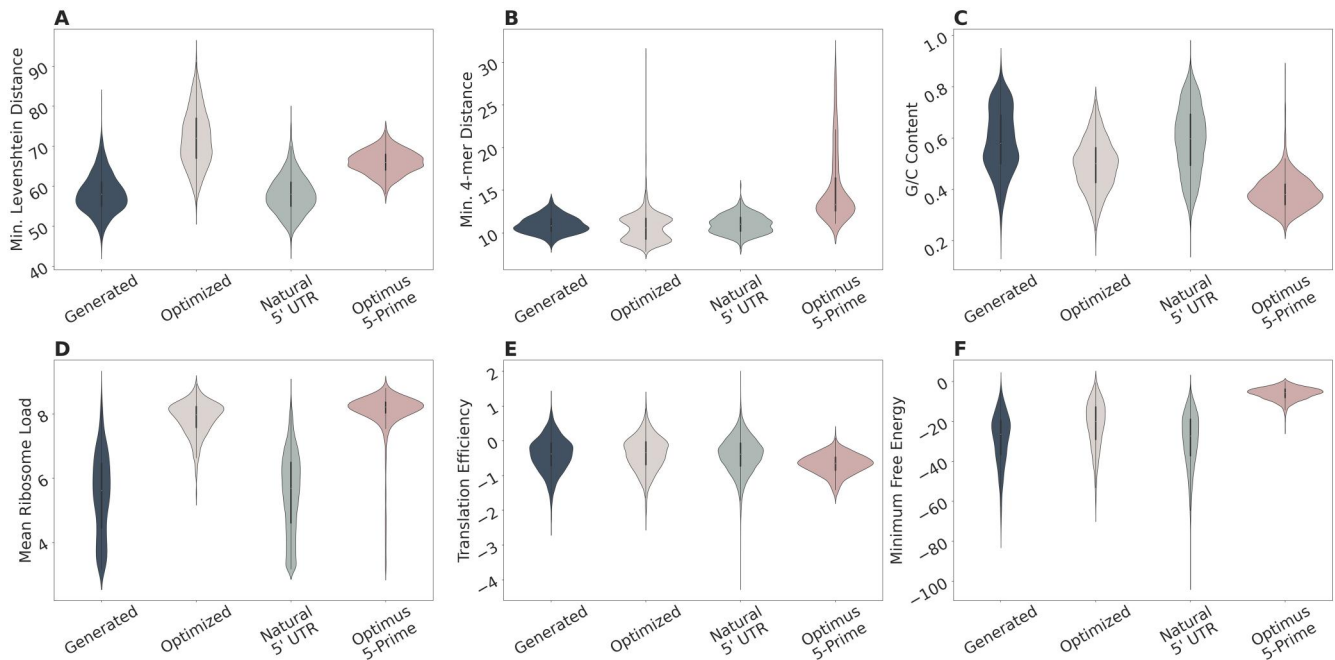 A
Min. Levenshtein Distance
90
80
70
60
50
40
Generated
Optimized
Natural
5' UTR
Optimus
5-Prime
B
Min. 4-mer Distance
30
25
20
15
10
Generated
Optimized
Natural
5' UTR
Optimus
5-Prime
C
G/C Content
1.0
0.8
0.6
0.4
0.2
Generated
Optimized
Natural
5' UTR
Optimus
5-Prime
D
Mean Ribosome Load
8
6
4
Generated
Optimized
Natural
5' UTR
Optimus
5-Prime
E
Translation Efficiency
2
1
0
−1
−2
−3
−4
Generated
Optimized
Natural
5' UTR
Optimus
5-Prime
F
Minimum Free Energy
0
−20
−40
−60
−80
−100
Generated
Optimized
Natural
5' UTR
Optimus
5-Prime